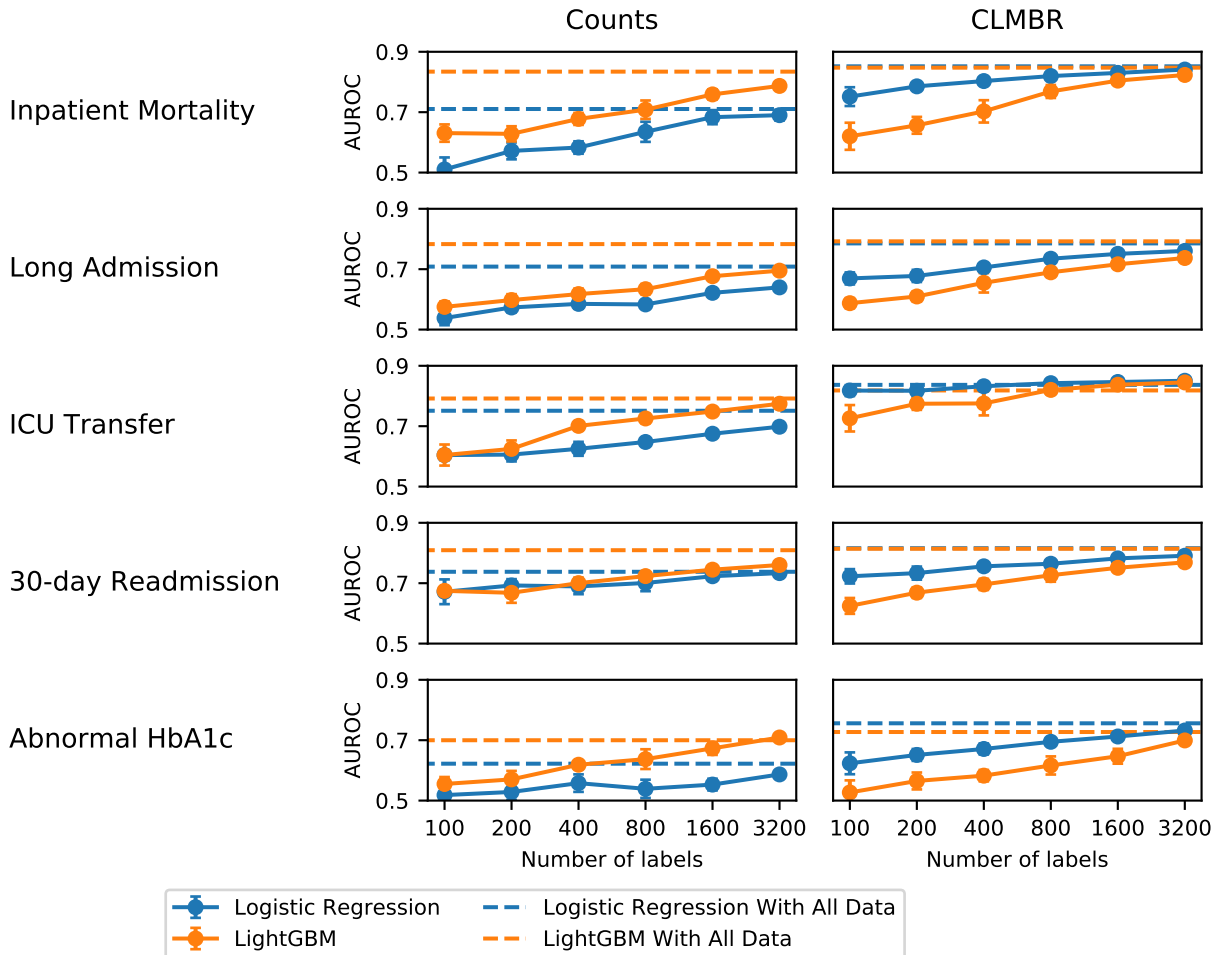 Counts CLMBR
Inpatient Mortality
AUROC
0.9
0.7
0.5
Long Admission
AUROC
0.9
0.7
0.5
ICU Transfer
AUROC
0.9
0.7
0.5
30-day Readmission
AUROC
0.9
0.7
0.5
Abnormal HbA1c
AUROC
0.9
0.7
0.5
100 200 400 800 1600 3200 100 200 400 800 1600 3200
Number of labels Number of labels
Logistic Regression Logistic Regression With All Data
LightGBM LightGBM With All Data